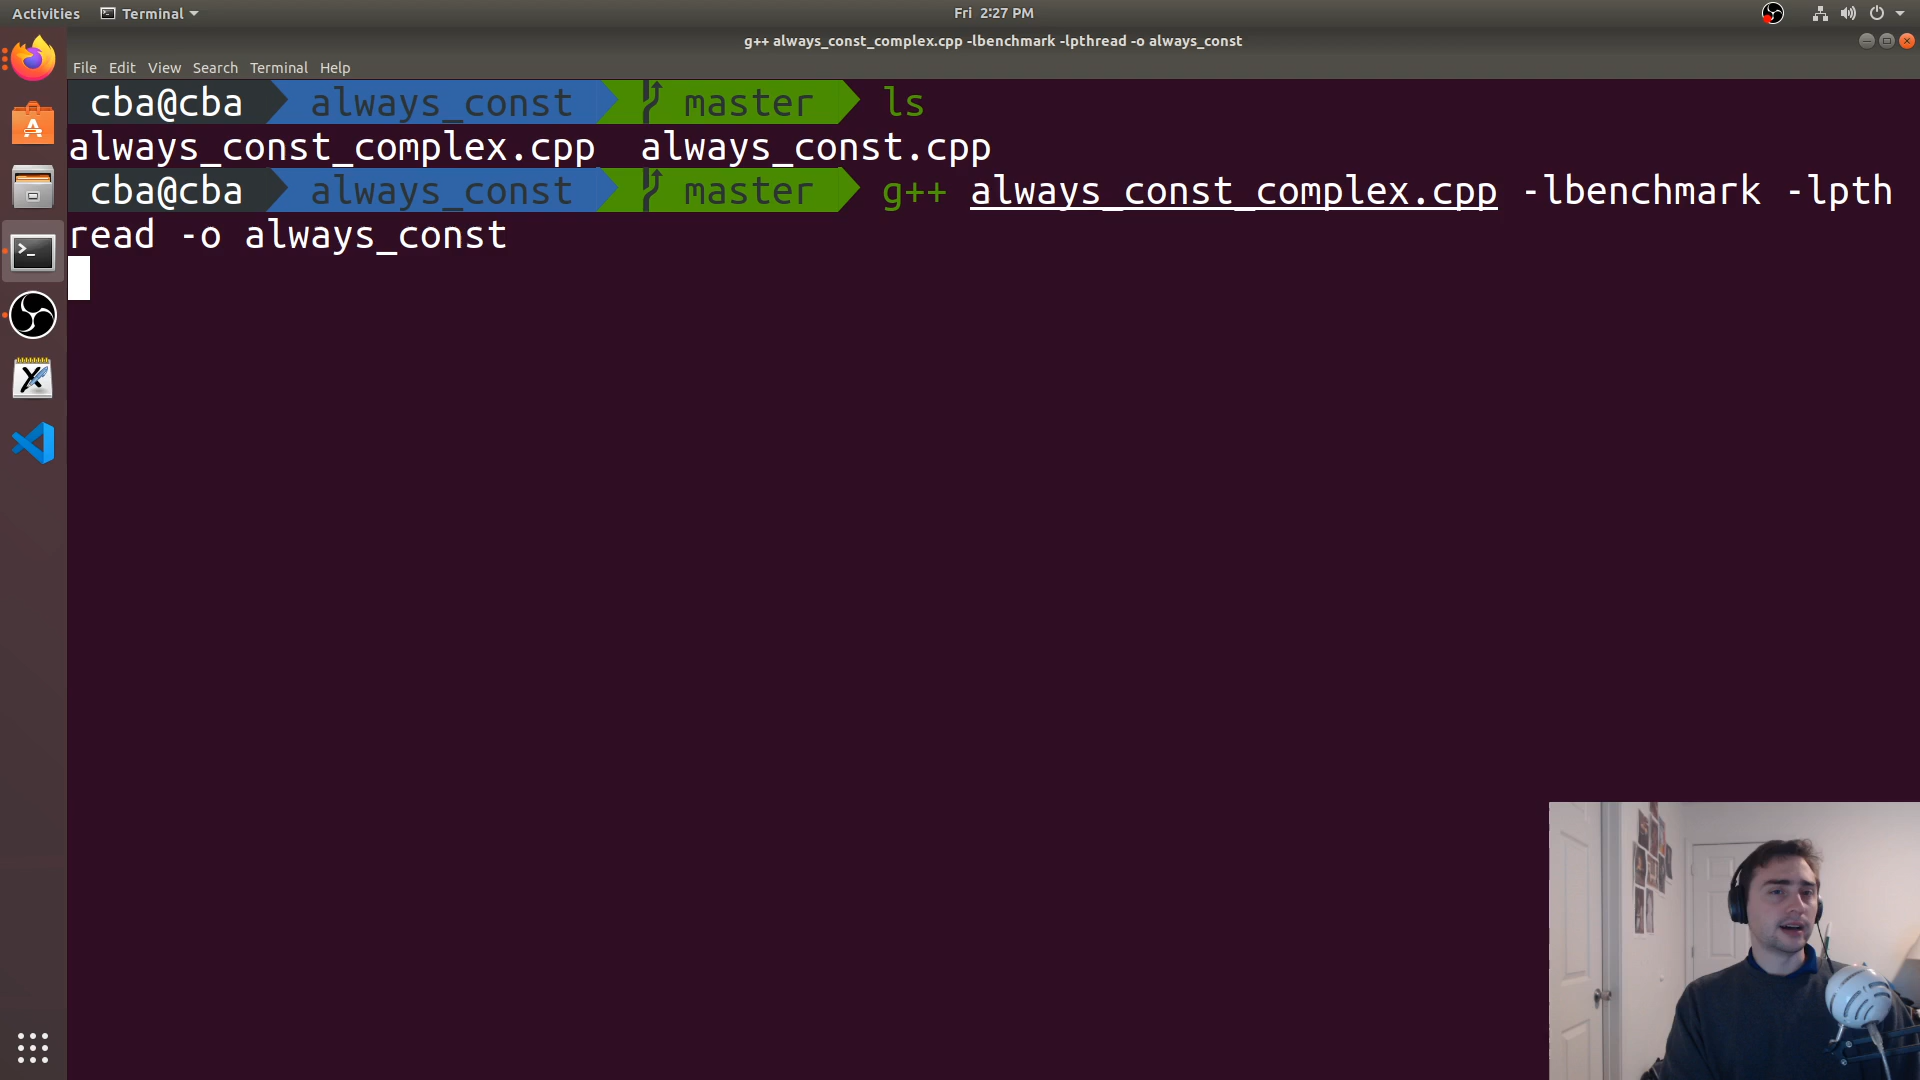 Activities Terminal Fri 2:27 PM
g++ always_const_complex.cpp -lbenchmark -lpthread -o always_const
File Edit View Search Terminal Help
cba@cba always_const master ls
always_const_complex.cpp always_const.cpp
cba@cba always_const master g++ always_const_complex.cpp -lbenchmark -lpth
read -o always_const